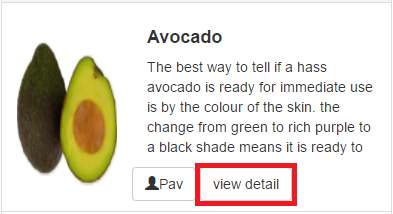 Avocado
The best way to tell if a hass
avocado is ready for immediate use
is by the colour of the skin. the
change from green to rich purple to
a black shade means it is ready to
Pav view detail